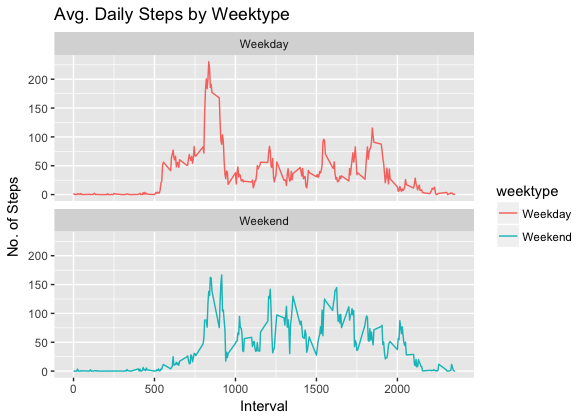 Avg. Daily Steps by Weektype
Weekday
200
150
100
50
0
Weekend
200
150
100
50
0
0 500 1000 1500 2000
Interval
No. of Steps
weektype
Weekday
Weekend